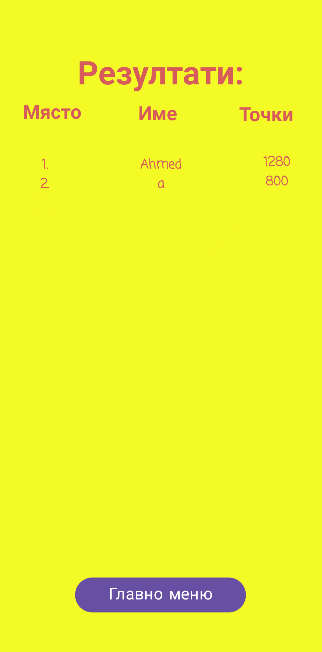 Резултати:
Място Име Точки
1. Ahmed 1280
2. a 800
Главно меню